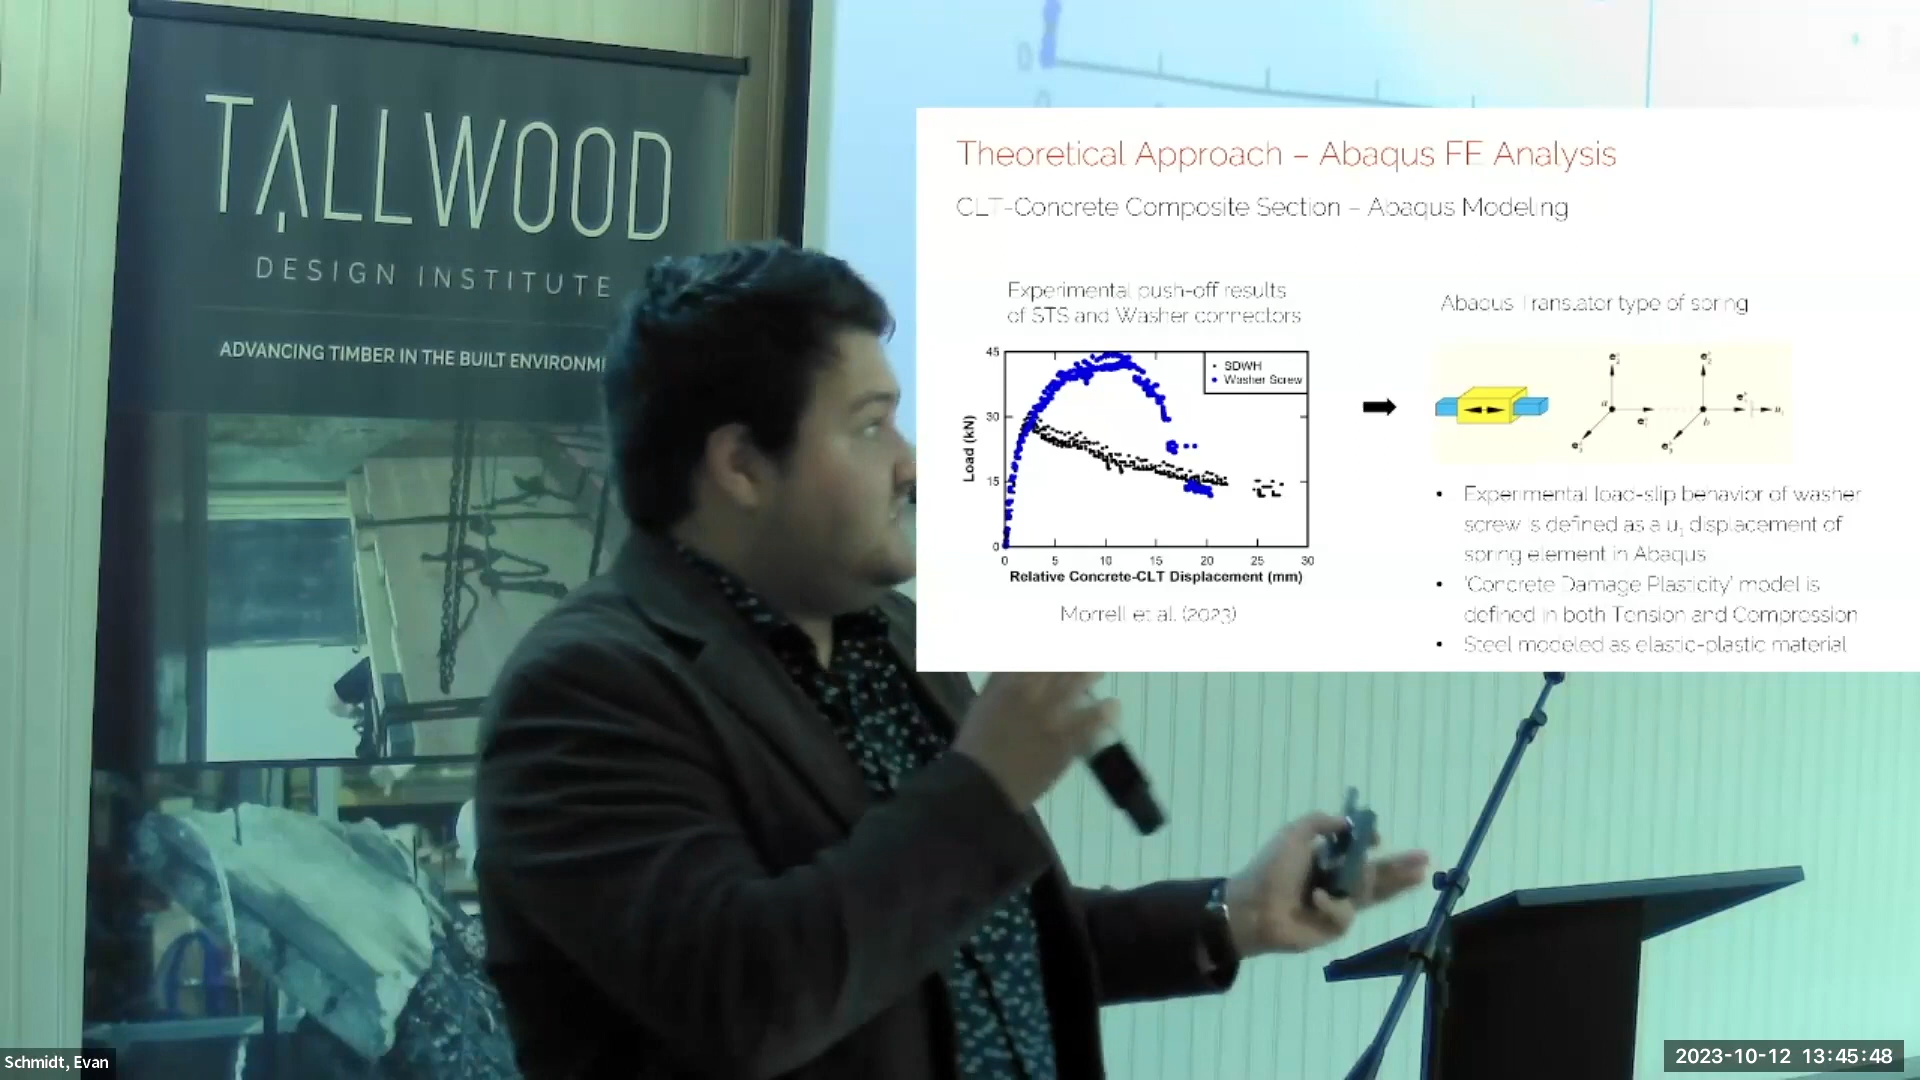 TALLWOOD
DESIGN INSTITUTE
ADVANCING TIMBER IN THE BUILT
0
Theoretical Approach – Abaqus FE Analysis
CLT-Concrete Composite Section – Abaqus Modeling
Experimental push-off results
of STS and Washer connectors
45
30
15
0
Load (kN)
SDWH
Washer Screw
0 5 10 15 20 25 30
Relative Concrete-CLT Displacement (mm)
Morrell et al. (2023)
Abaqus Translator type of spring
a
b
• Experimental load-slip behavior of washer
screw is defined as a u₁ displacement of
spring element in Abaqus
• 'Concrete Damage Plasticity' model is
defined in both Tension and Compression
• Steel modeled as elastic-plastic material
Schmidt, Evan
2023-10-12 13:45:48